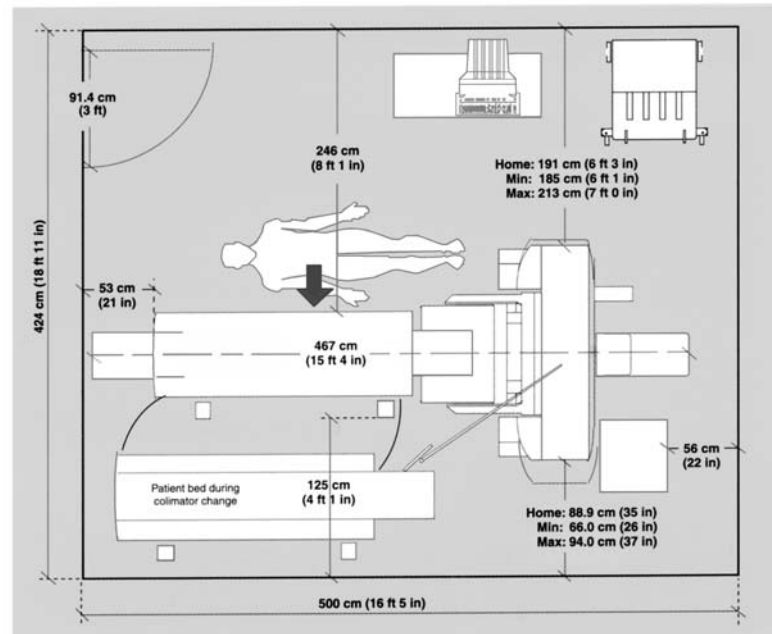 91.4 cm
(3 ft)
246 cm
(8 ft 1 in)
Home: 191 cm (6 ft 3 in)
Min: 185 cm (6 ft 1 in)
Max: 213 cm (7 ft 0 in)
424 cm (18 ft 11 in)
53 cm
(21 in)
467 cm
(15 ft 4 in)
56 cm
(22 in)
Patient bed during
colimator change
125 cm
(4 ft 1 in)
Home: 88.9 cm (35 in)
Min: 66.0 cm (26 in)
Max: 94.0 cm (37 in)
500 cm (16 ft 5 in)